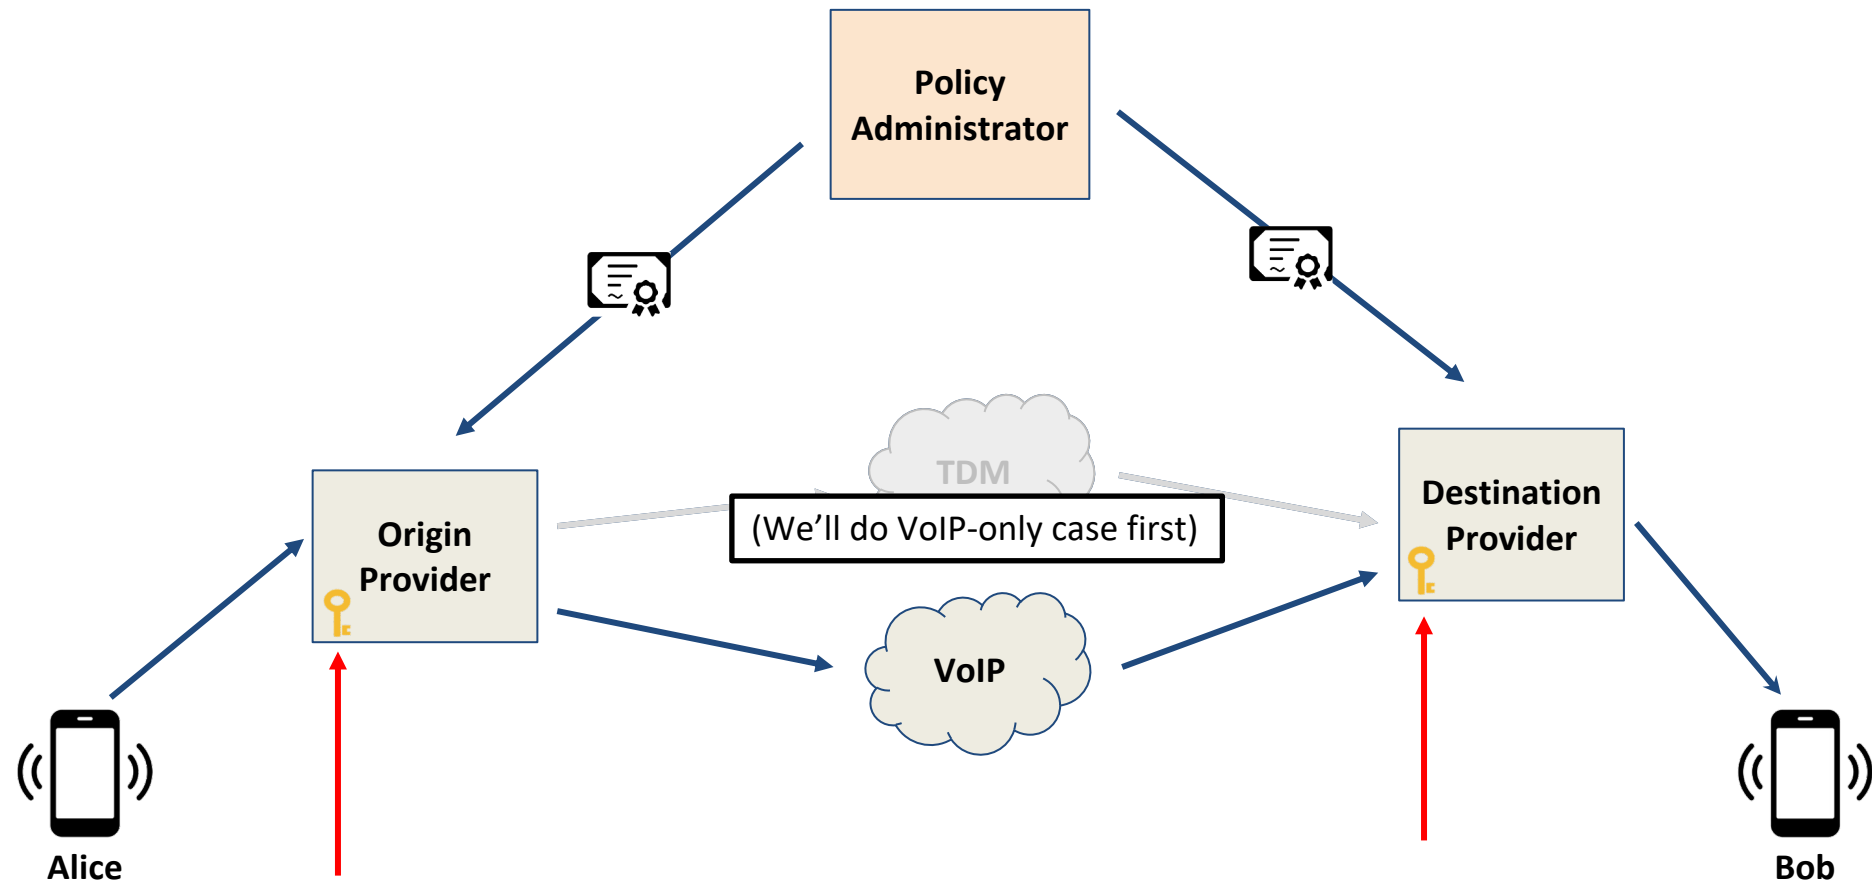 Policy
Administrator
TDM
(We’ll do VoIP-only case first)
Origin
Provider
Destination
Provider
VoIP
Alice
Bob